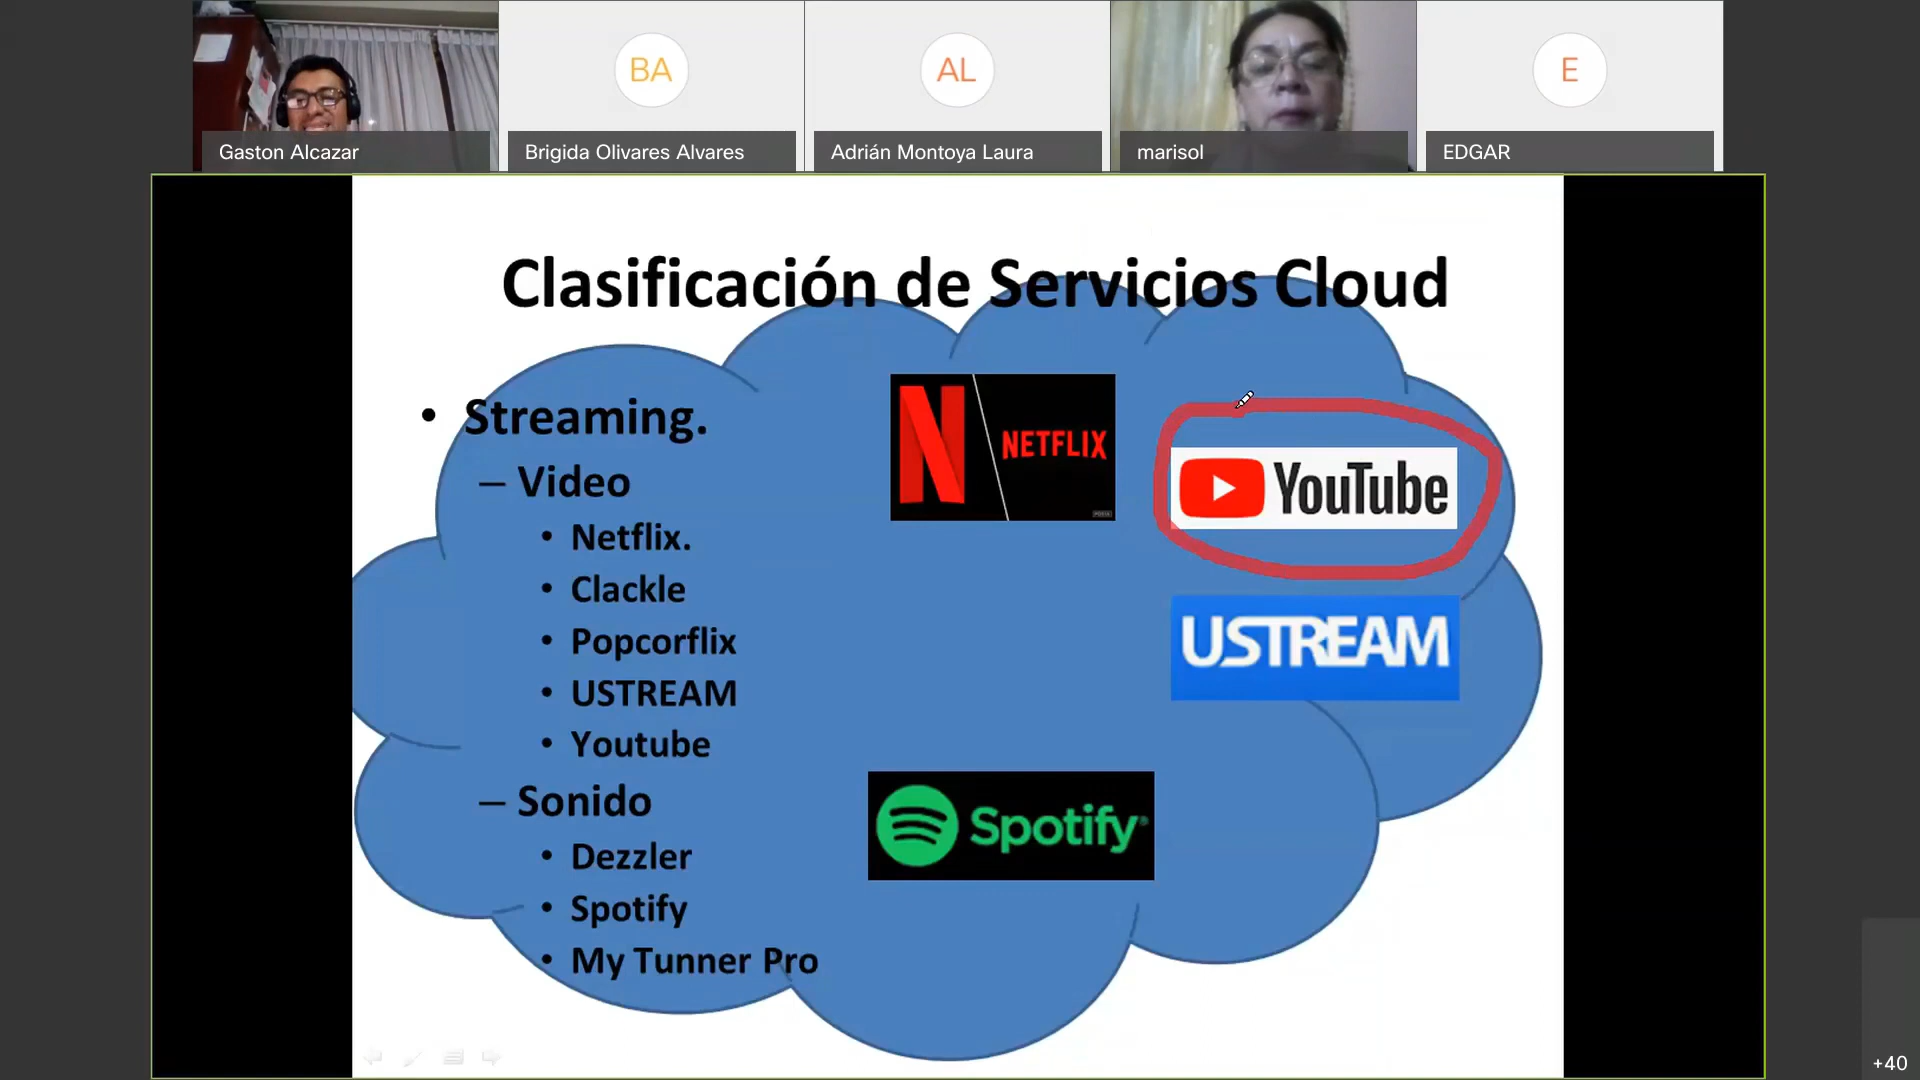 BA
AL
E
Gaston Alcazar
Brigida Olivares Alvares
Adrián Montoya Laura
marisol
EDGAR
Clasificación de Servicios Cloud
• Streaming.
– Video
• Netflix.
• Clackle
• Popcorflix
• USTREAM
• Youtube
– Sonido
• Dezzler
• Spotify
• My Tunner Pro
N
NETFLIX
YouTube
USTREAM
Spotify
+40